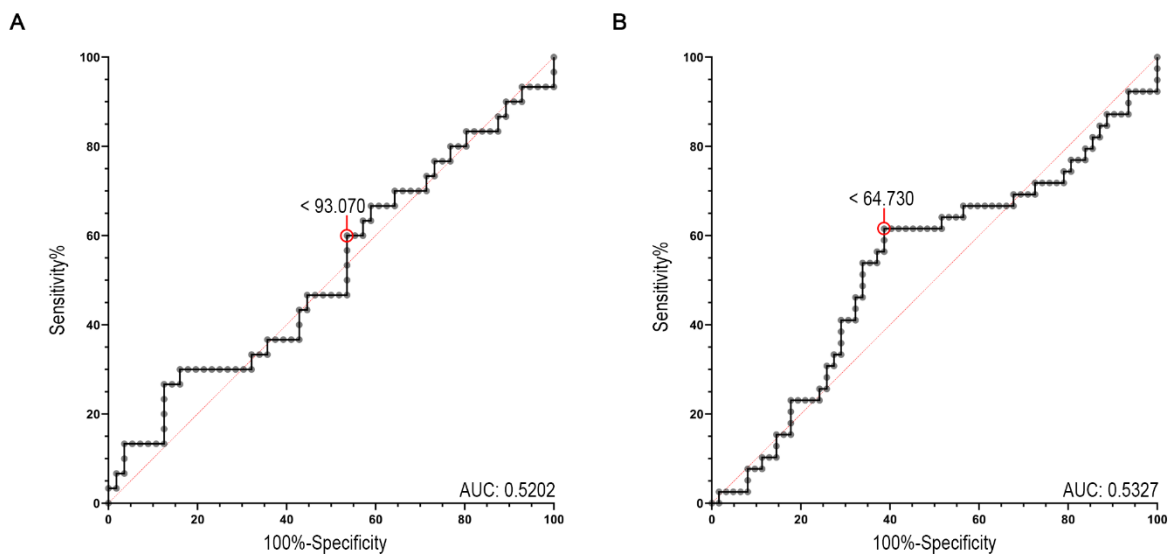 A
Sensitivity%
100
80
60
40
20
0
< 93.070
AUC: 0.5202
0 20 40 60 80 100
100%-Specificity
B
Sensitivity%
100
80
60
40
20
0
< 64.730
AUC: 0.5327
0 20 40 60 80 100
100%-Specificity